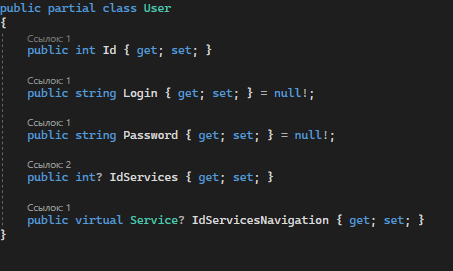 public partial class User
{
Ссылок: 1
public int Id { get; set; }
Ссылок: 1
public string Login { get; set; } = null!;
Ссылок: 1
public string Password { get; set; } = null!;
Ссылок: 2
public int? IdServices { get; set; }
Ссылок: 1
public virtual Service? IdServicesNavigation { get; set; }
}